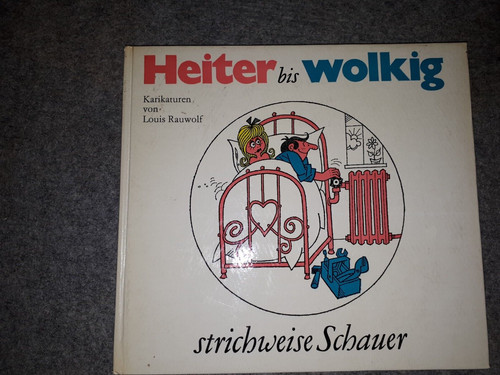 Heiter bis wolkig
Karikaturen
von
Louis Rauwolf
strichweise Schauer